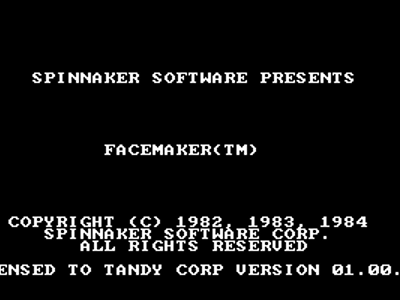 SPINNAKER SOFTWARE PRESENTS
FACEMAKER(TM)
COPYRIGHT (C) 1982, 1983, 1984
SPINNAKER SOFTWARE CORP.
ALL RIGHTS RESERVED
ENSED TO TANDY CORP VERSION 01.00.